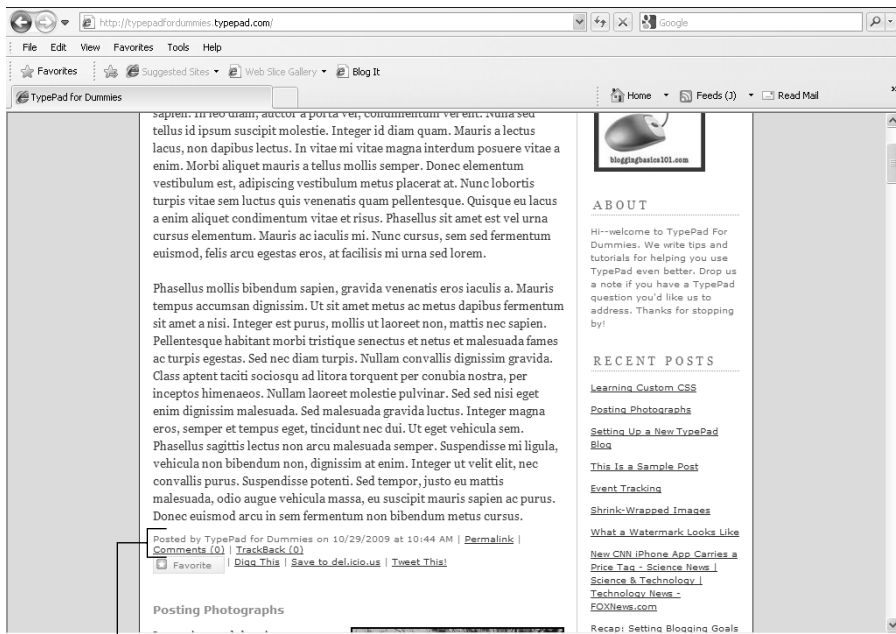 http://typepadfordummies.typepad.com/
Google
File Edit View Favorites Tools Help
Favorites Suggested Sites Web Slice Gallery Blog It
TypePad for Dummies
Home Feeds (J) Read Mail
»
sapien. In leo diam, auctor a porta vel, condimentum vel elit. Nulla sed
tellus id ipsum suscipit molestie. Integer id diam quam. Mauris a lectus
lacus, non dapibus lectus. In vitae mi vitae magna interdum posuere vitae a
enim. Morbi aliquet mauris a tellus mollis semper. Donec elementum
vestibulum est, adipiscing vestibulum metus placerat at. Nunc lobortis
turpis vitae sem luctus quis venenatis quam pellentesque. Quisque eu lacus
a enim aliquet condimentum vitae et risus. Phasellus sit amet est vel urna
cursus elementum. Mauris ac iaculis mi. Nunc cursus, sem sed fermentum
euismod, felis arcu egestas eros, at facilisis mi urna sed lorem.
Phasellus mollis bibendum sapien, gravida venenatis eros iaculis a. Mauris
tempus accumsan dignissim. Ut sit amet metus ac metus dapibus fermentum
sit amet a nisi. Integer est purus, mollis ut laoreet non, mattis nec sapien.
Pellentesque habitant morbi tristique senectus et netus et malesuada fames
ac turpis egestas. Sed nec diam turpis. Nullam convallis dignissim gravida.
Class aptent taciti sociosqu ad litora torquent per conubia nostra, per
inceptos himenaeos. Nullam laoreet molestie pulvinar. Sed sed nisi eget
enim dignissim malesuada. Sed malesuada gravida luctus. Integer magna
eros, semper et tempus eget, tincidunt nec dui. Ut eget vehicula sem.
Phasellus sagittis lectus non arcu malesuada semper. Suspendisse mi ligula,
vehicula non bibendum non, dignissim at enim. Integer ut velit elit, nec
convallis purus. Suspendisse potenti. Sed tempor, justo eu mattis
malesuada, odio augue vehicula massa, eu suscipit mauris sapien ac purus.
Donec euismod arcu in sem fermentum non bibendum metus cursus.
Posted by TypePad for Dummies on 10/29/2009 at 10:44 AM | Permalink |
Comments (0) | TrackBack (0)
Favorite | Digg This | Save to del.icio.us | Tweet This!
Posting Photographs
bloggingbasics101.com
ABOUT
Hi--welcome to TypePad For
Dummies. We write tips and
tutorials for helping you use
TypePad even better. Drop us
a note if you have a TypePad
question you'd like us to
address. Thanks for stopping
by!
RECENT POSTS
Learning Custom CSS
Posting Photographs
Setting Up a New TypePad
Blog
This Is a Sample Post
Event Tracking
Shrink-Wrapped Images
What a Watermark Looks Like
New CNN iPhone App Carries a
Price Tag - Science News |
Science & Technology |
Technology News -
FOXNews.com
Recap: Setting Blogging Goals